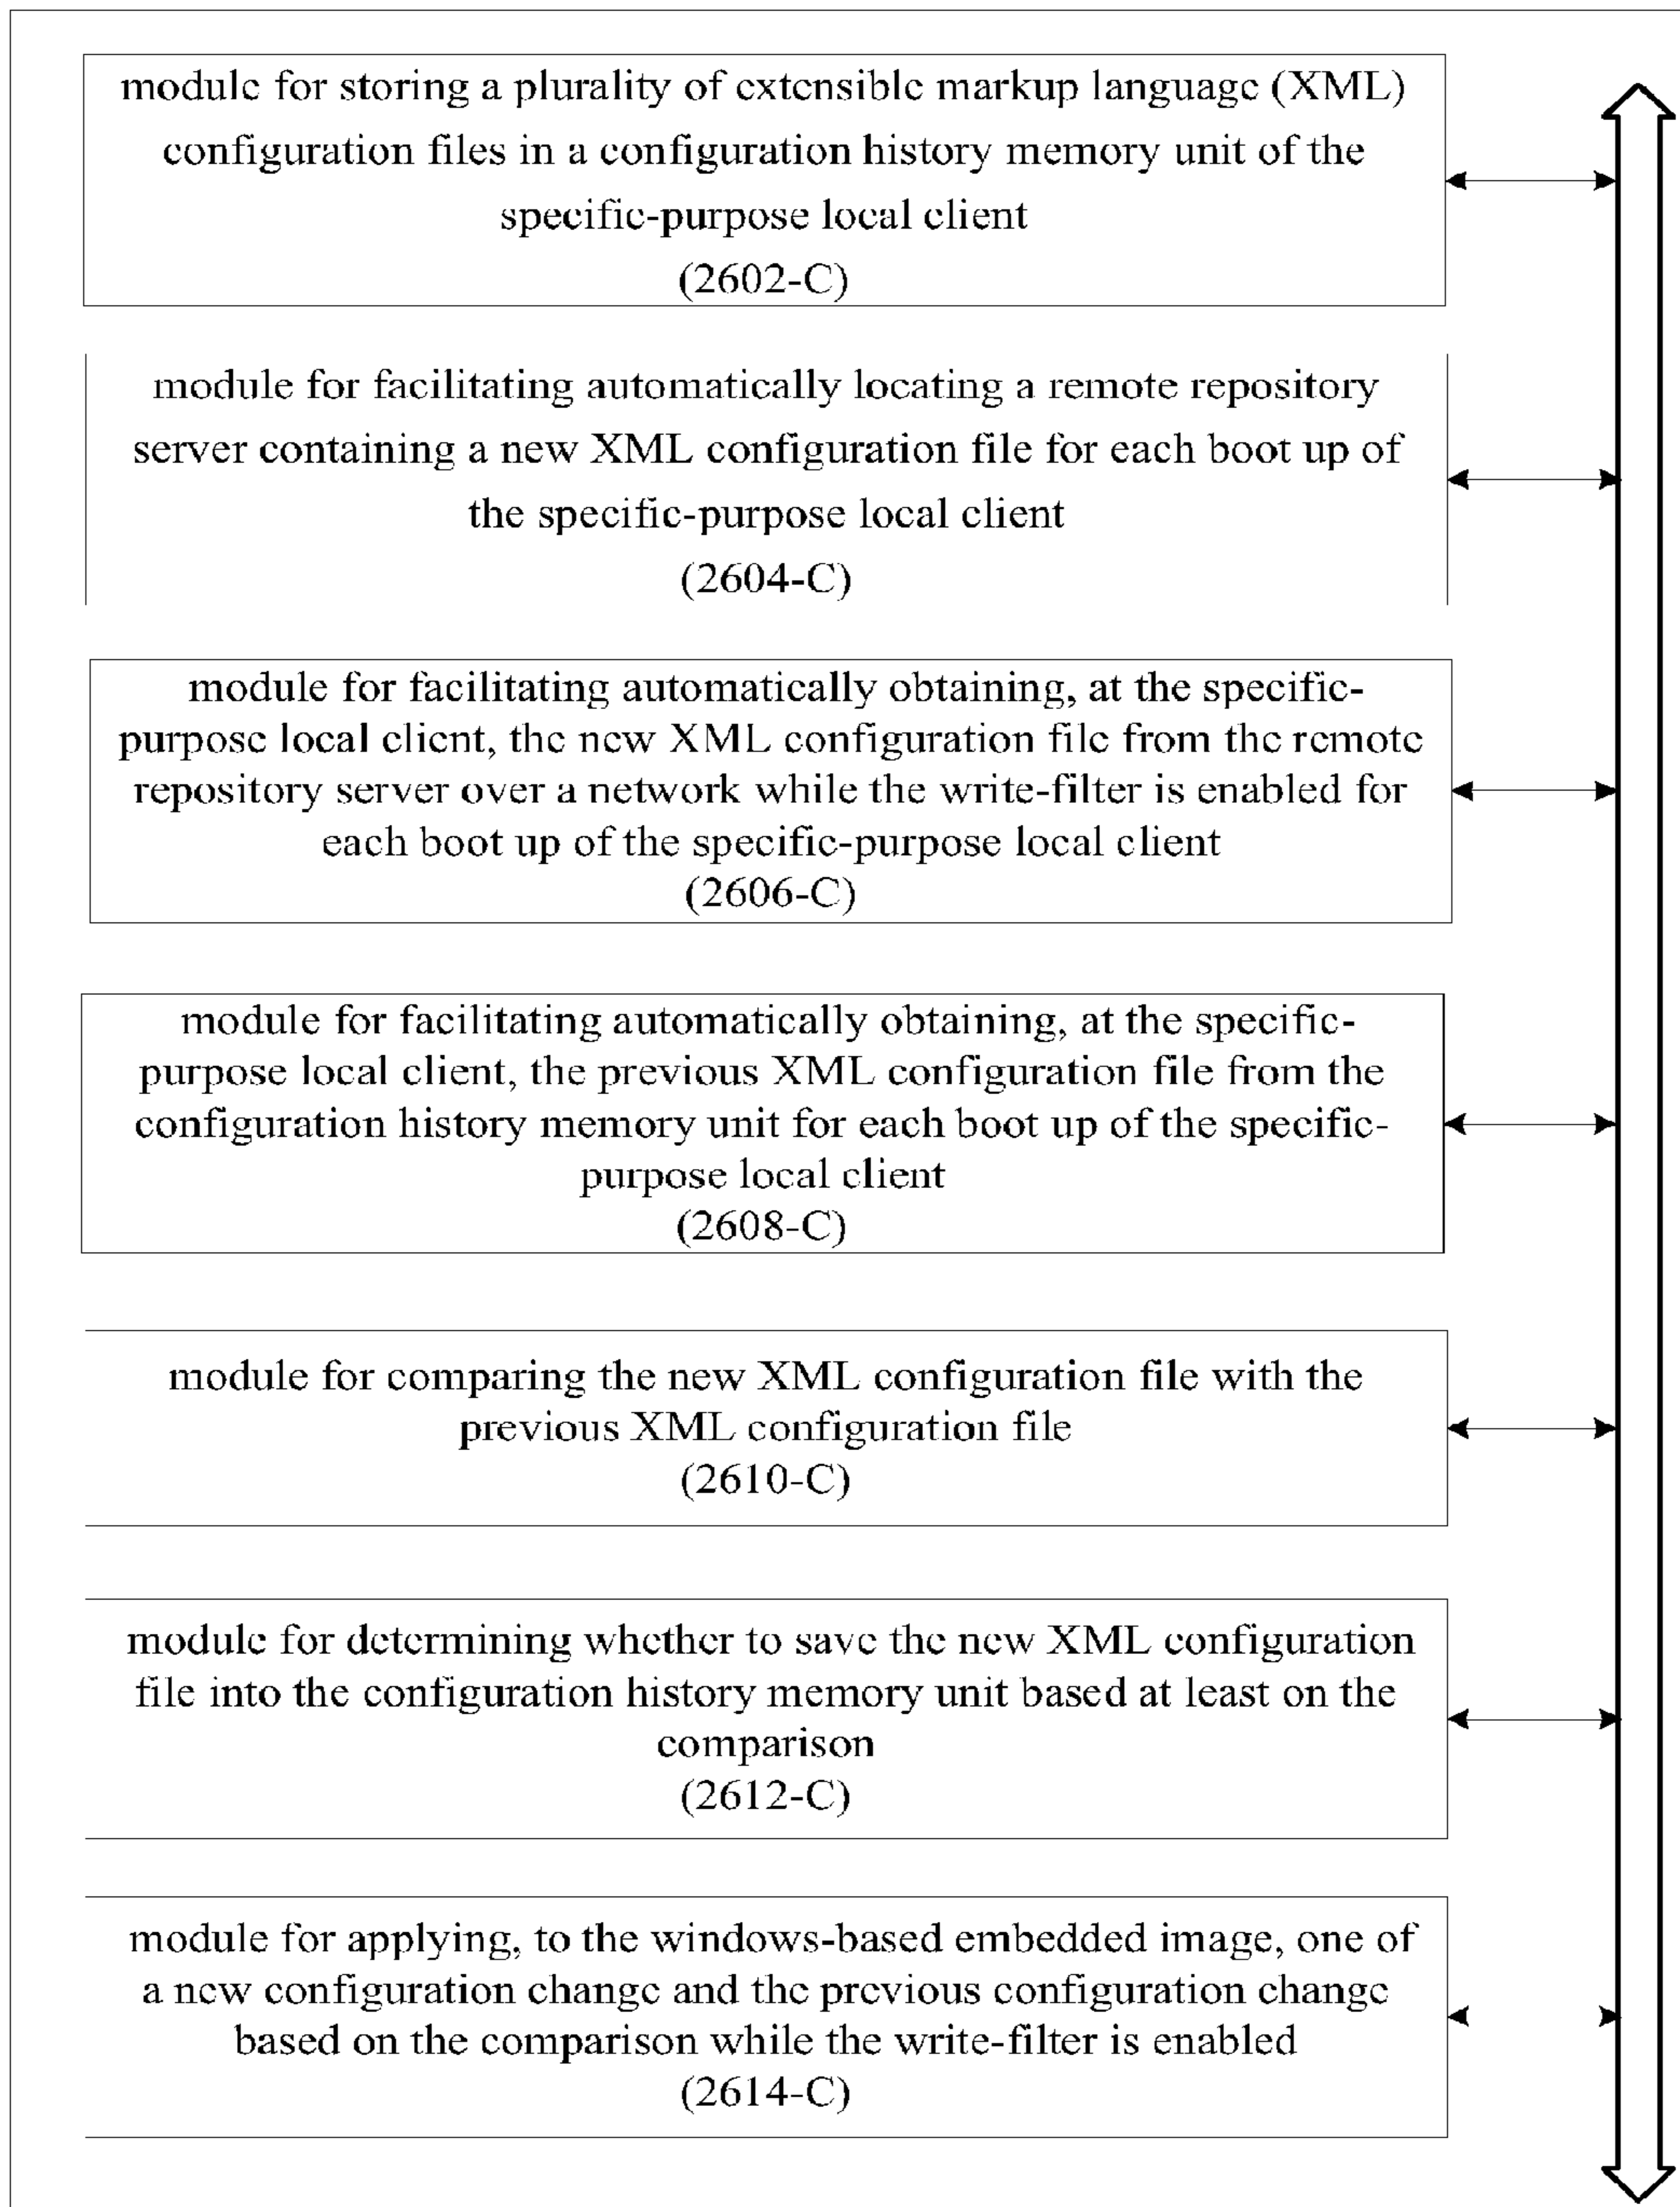 module for storing a plurality of extensible markup language (XML)
configuration files in a configuration history memory unit of the
specific-purpose local client
(2602-C)
module for facilitating automatically locating a remote repository
server containing a new XML configuration file for each boot up of
the specific-purpose local client
(2604-C)
module for facilitating automatically obtaining, at the specific-
purpose local client, the new XML configuration file from the remote
repository server over a network while the write-filter is enabled for
each boot up of the specific-purpose local client
(2606-C)
module for facilitating automatically obtaining, at the specific-
purpose local client, the previous XML configuration file from the
configuration history memory unit for each boot up of the specific-
purpose local client
(2608-C)
module for comparing the new XML configuration file with the
previous XML configuration file
(2610-C)
module for determining whether to save the new XML configuration
file into the configuration history memory unit based at least on the
comparison
(2612-C)
module for applying, to the windows-based embedded image, one of
a new configuration change and the previous configuration change
based on the comparison while the write-filter is enabled
(2614-C)